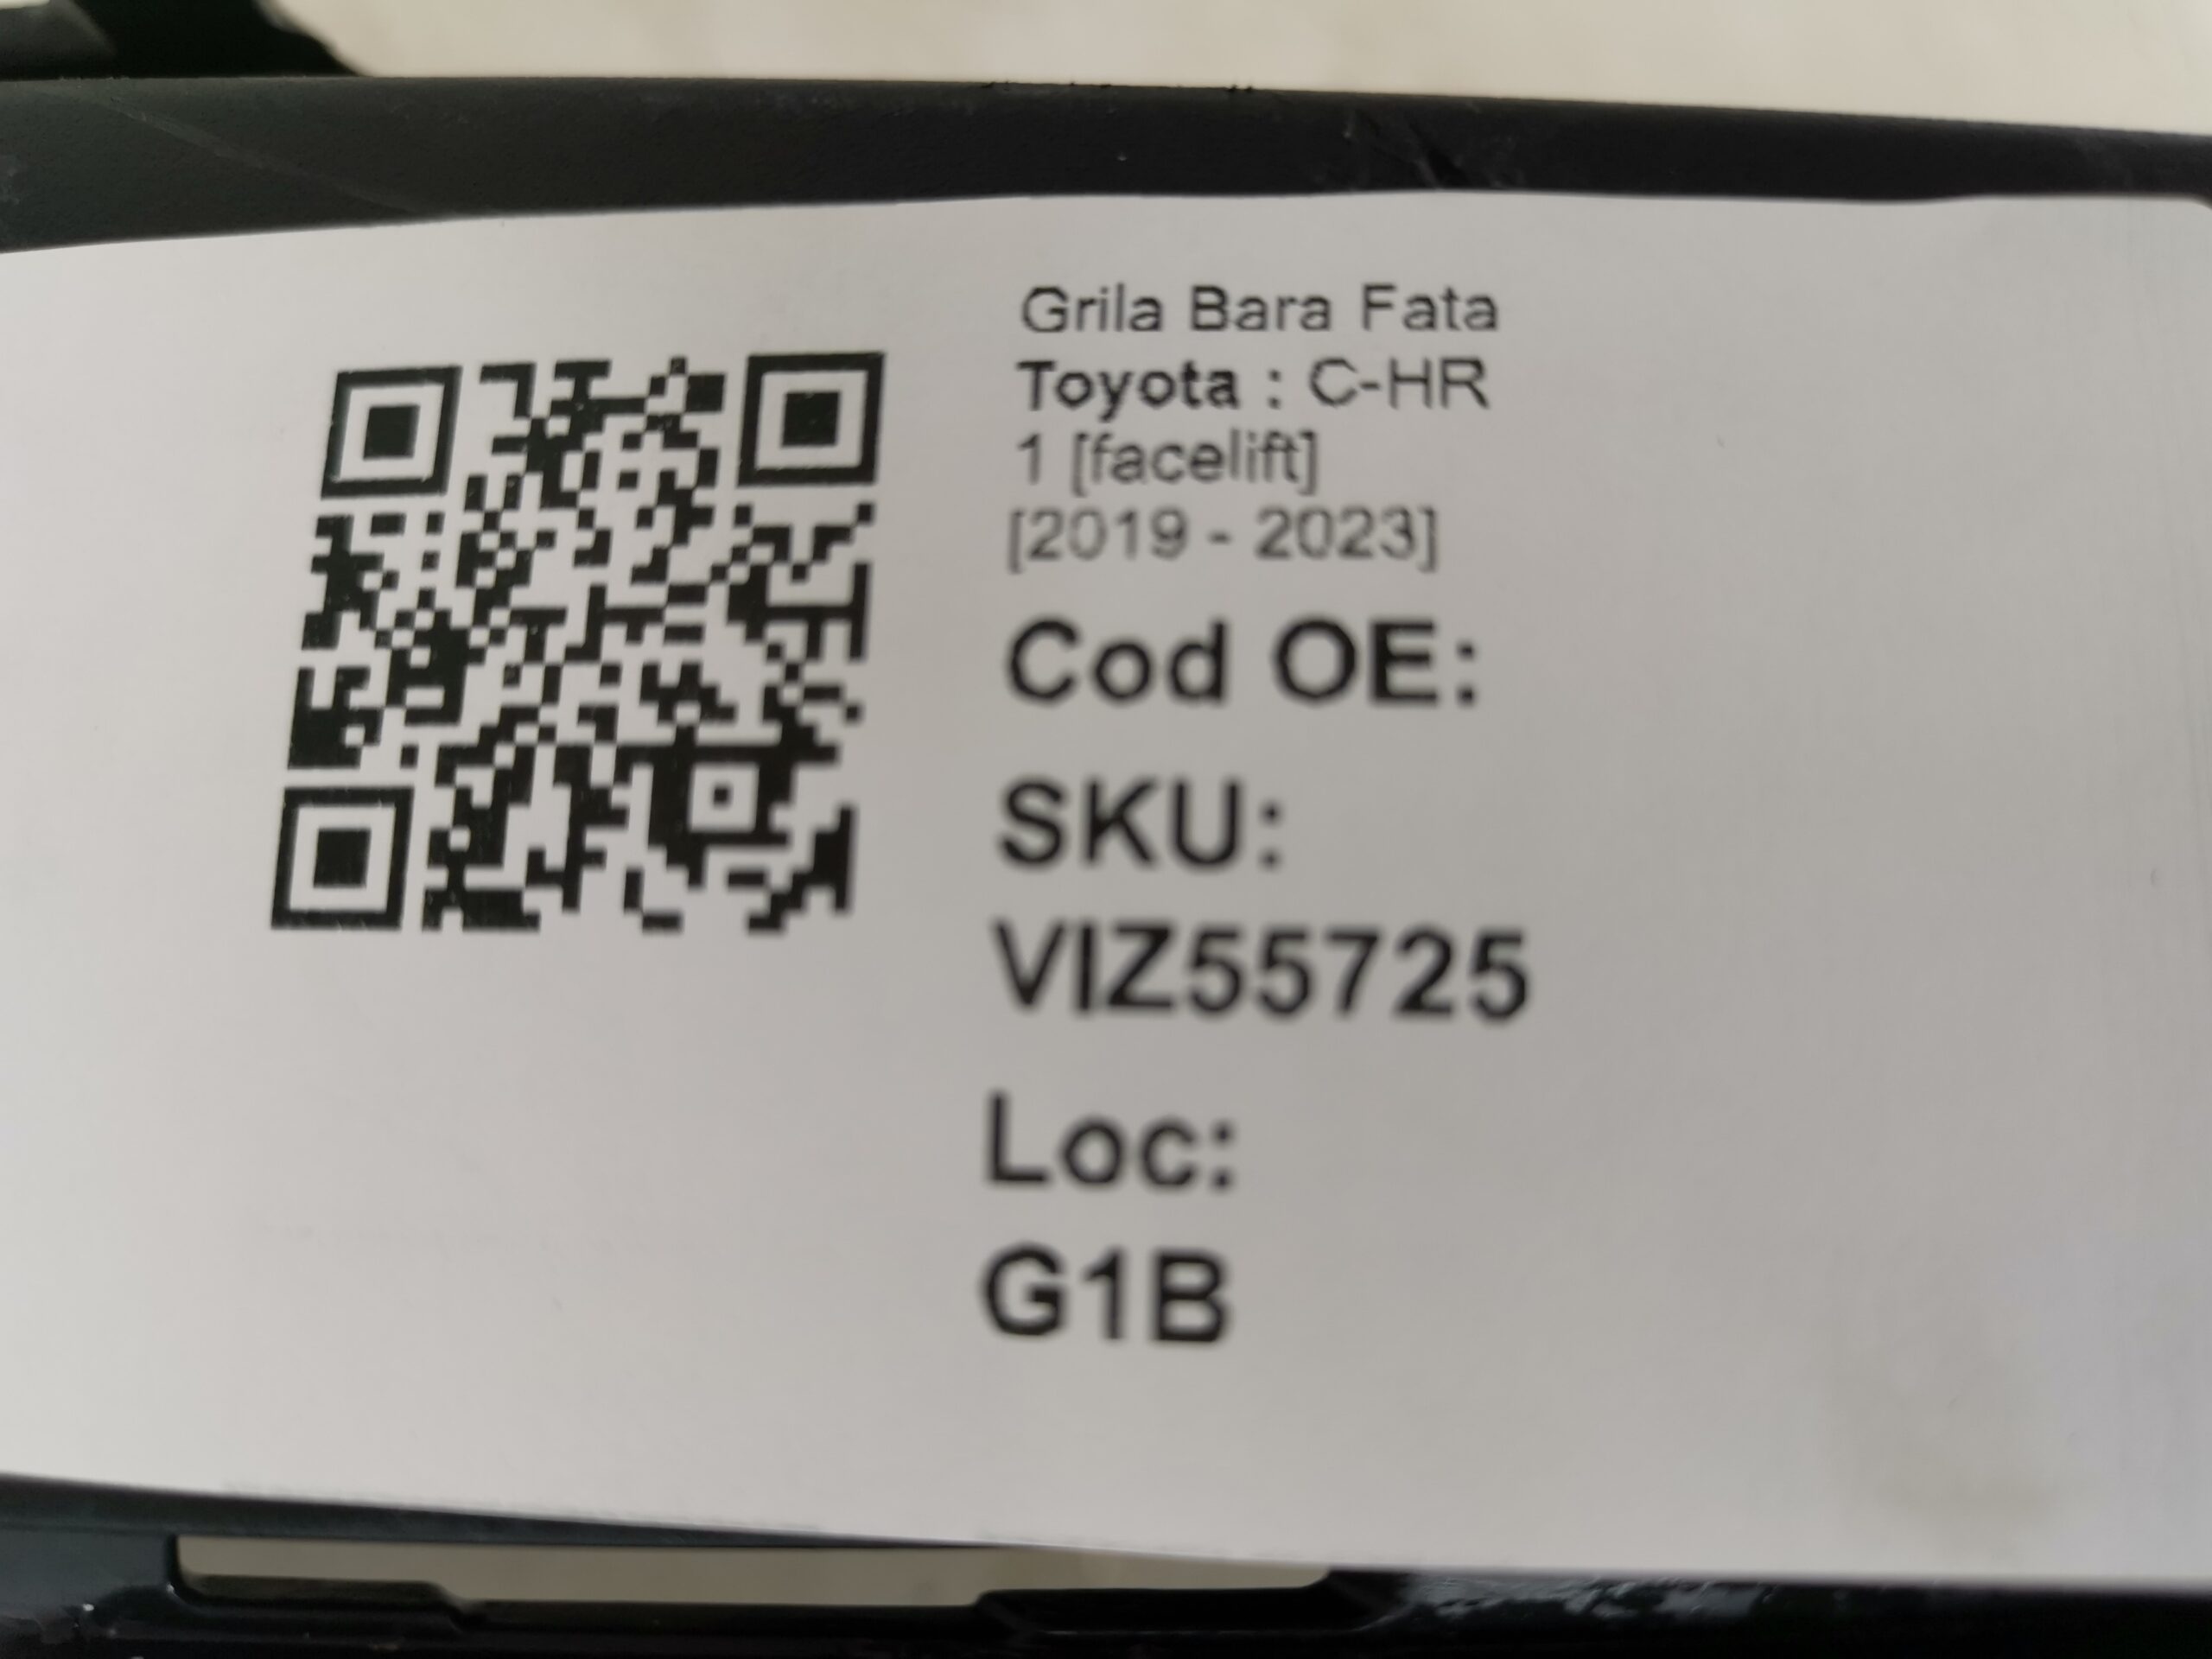 Grila Bara Fata
Toyota : C-HR
1 [facelift]
[2019 - 2023]
Cod OE:
SKU:
VIZ55725
Loc:
G1B